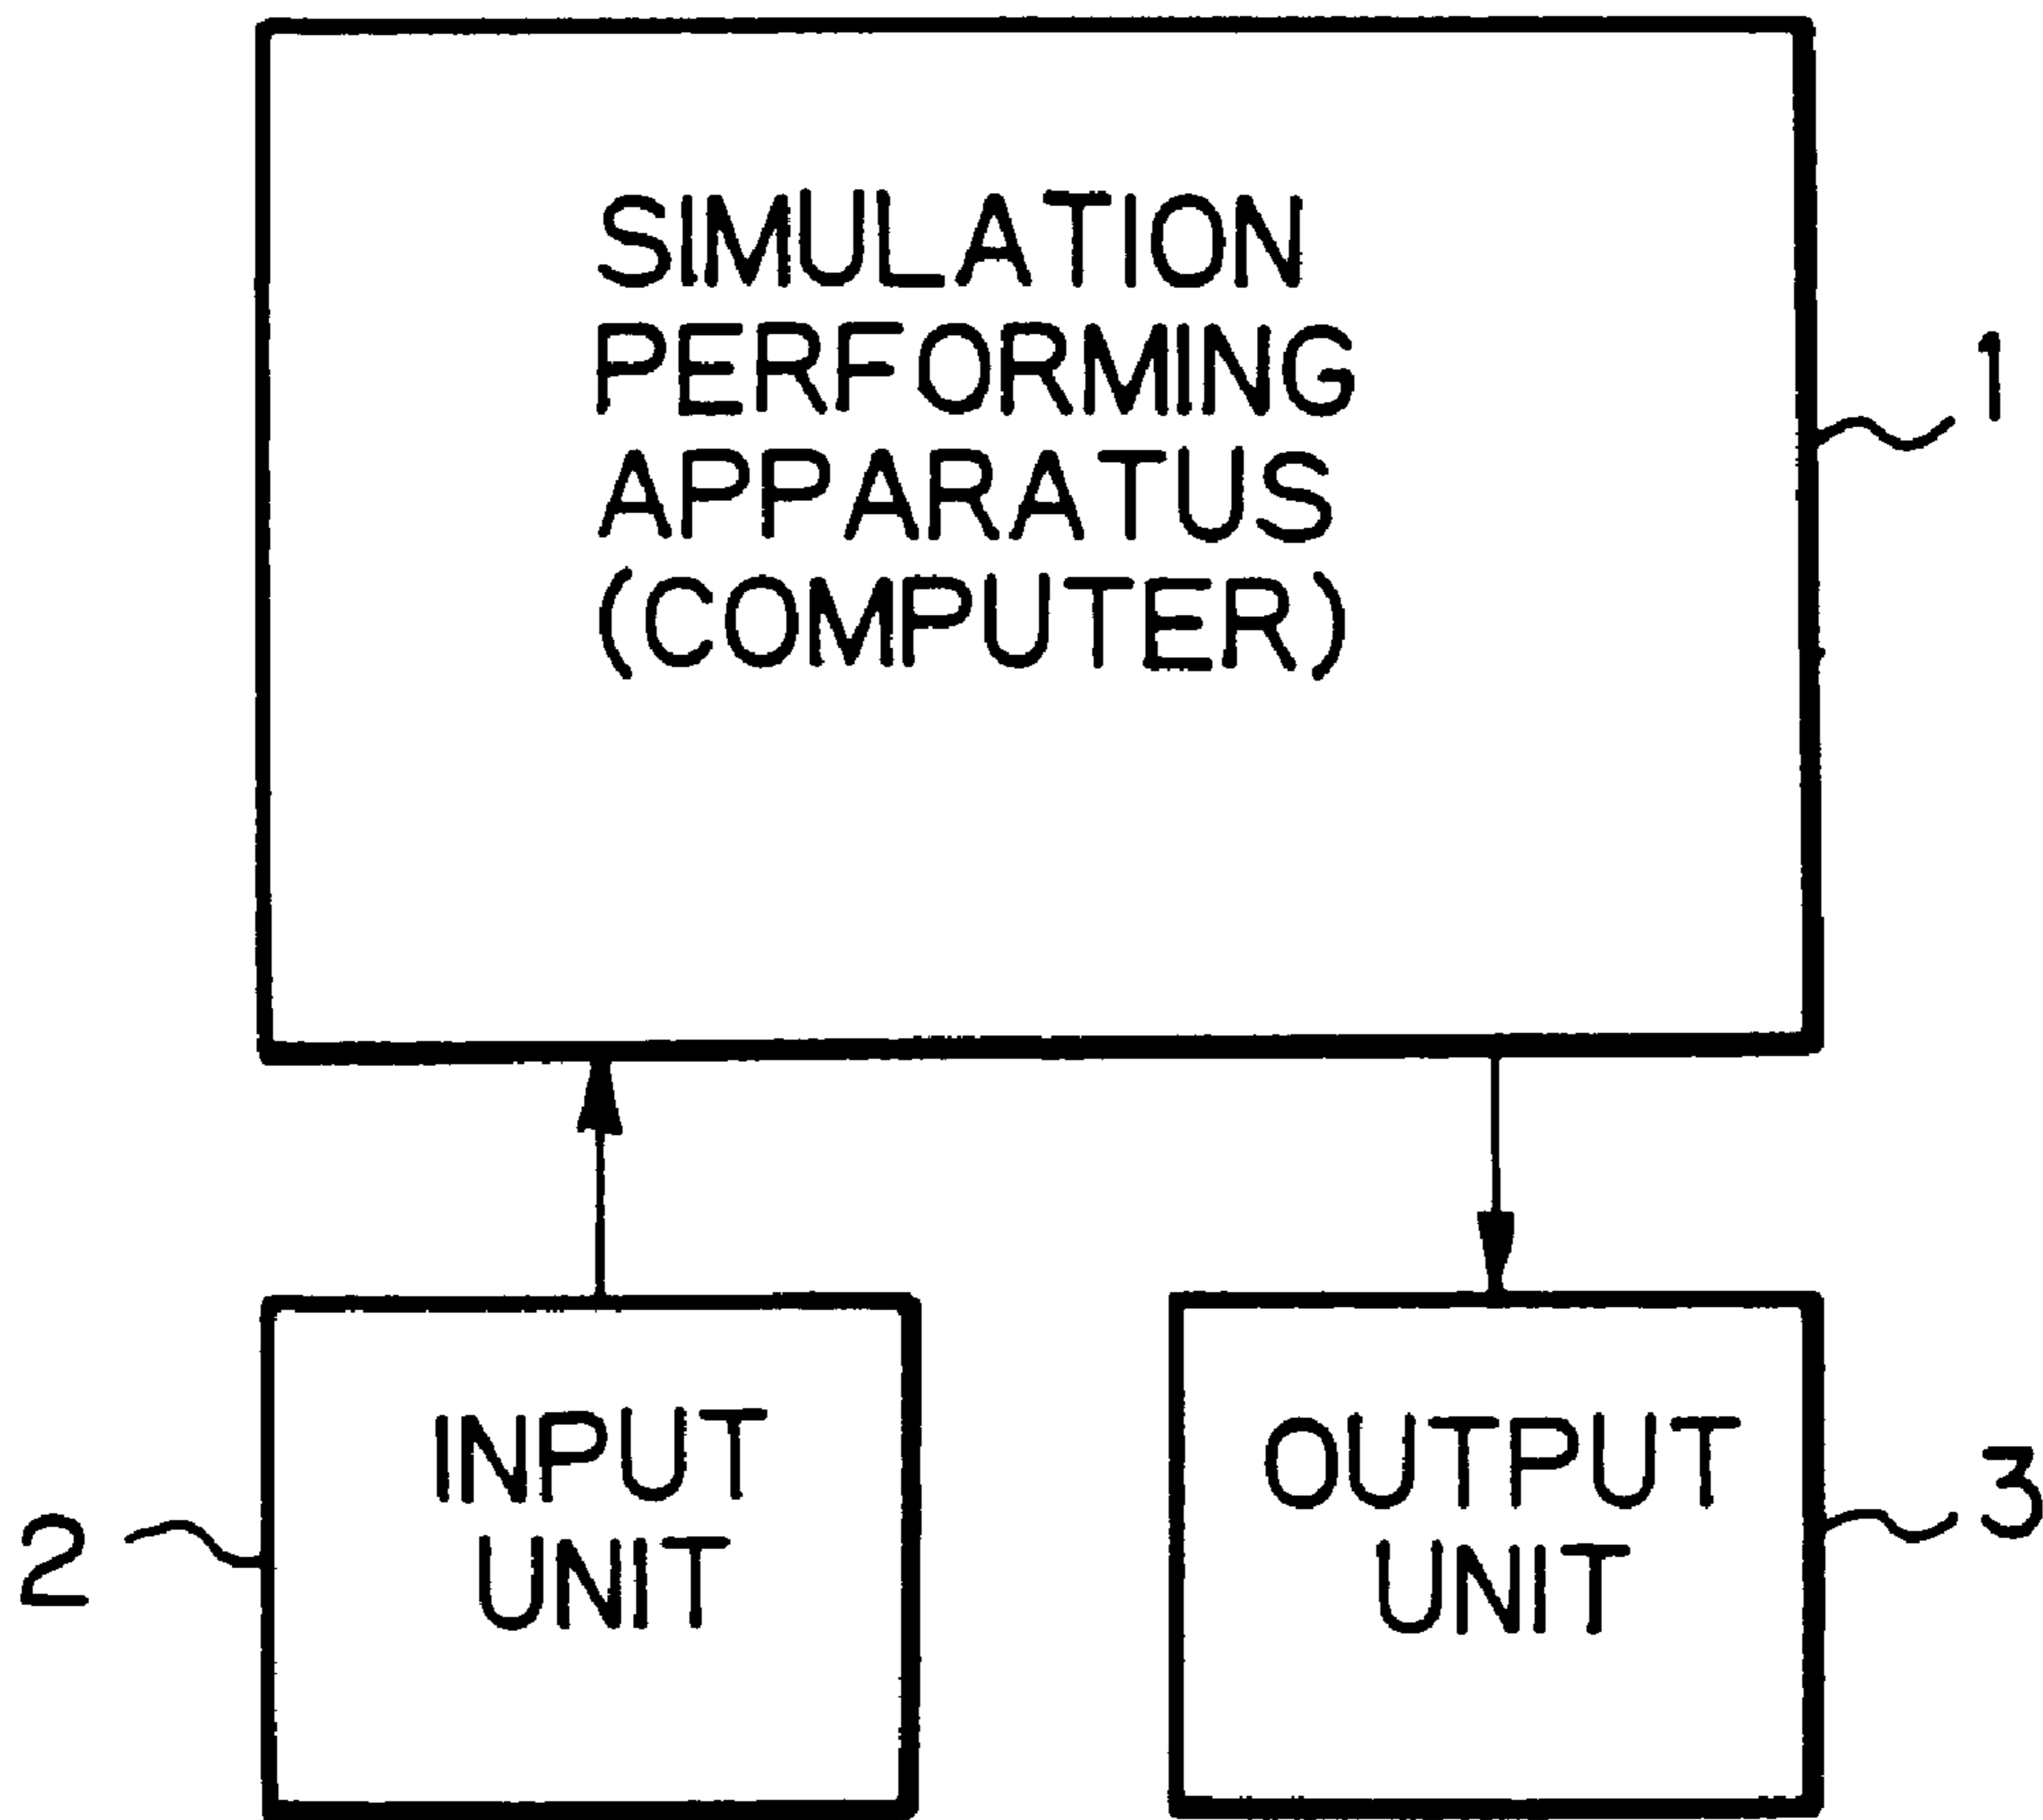 SIMULATION
PERFORMING
APPARATUS
(COMPUTER)
1
INPUT
UNIT
2
OUTPUT
UNIT
3